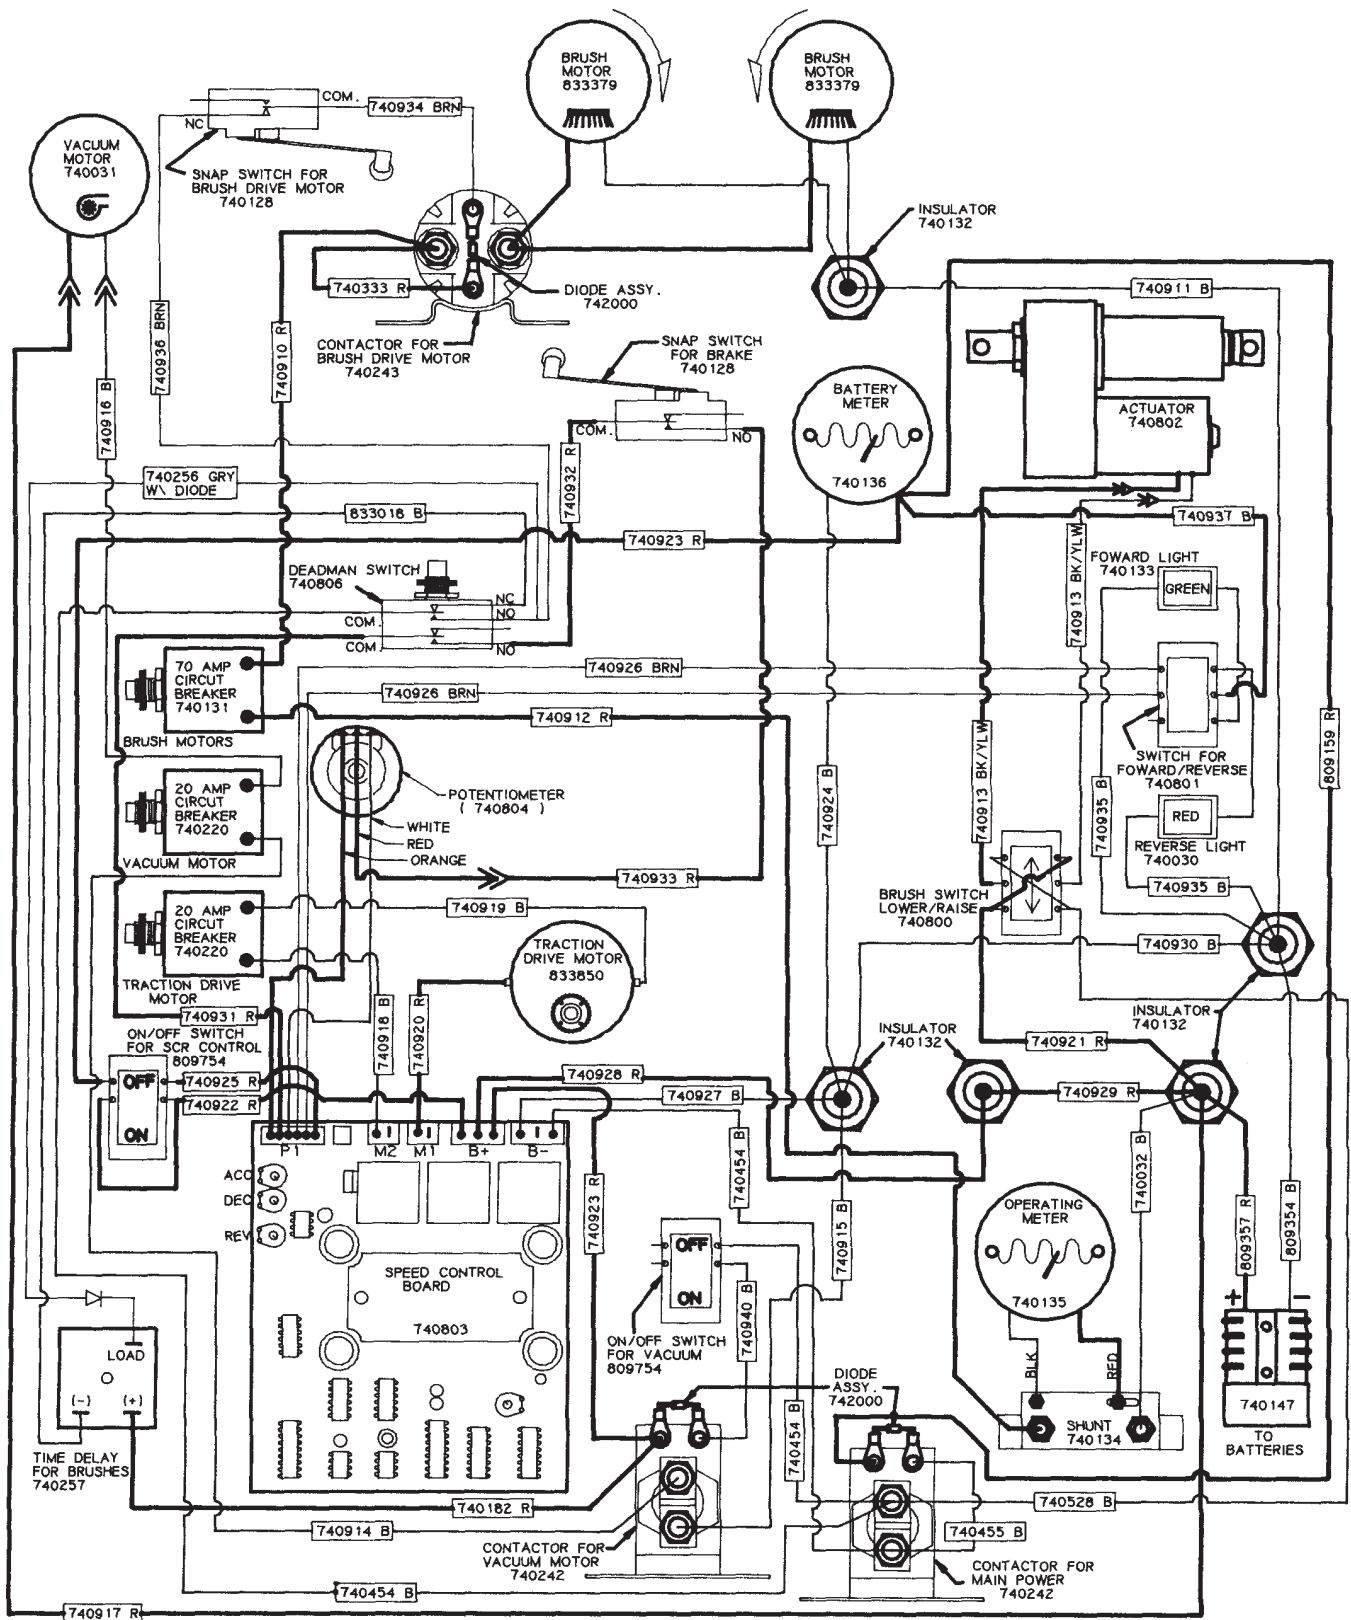 BRUSH
MOTOR
833379
BRUSH
MOTOR
833379
COM.
740934 BRN
NC
VACUUM
MOTOR
740031
SNAP SWITCH FOR
BRUSH DRIVE MOTOR
740128
INSULATOR
740132
740333 R
DIODE ASSY.
742000
740911 B
740936 BRN
740910 R
CONTACTOR FOR
BRUSH DRIVE MOTOR
740243
SNAP SWITCH
FOR BRAKE
740128
740916 B
BATTERY
METER
740136
ACTUATOR
740802
COM.
NO
740932 R
740256 GRY
W\ DIODE
833018 B
740937 B
740923 R
DEADMAN SWITCH
740806
NC
NO
COM.
COM.
NO
740913 BK/YLW
FOWARD LIGHT
740133
GREEN
70 AMP
CIRCUT
BREAKER
740131
BRUSH MOTORS
740926 BRN
740926 BRN
740912 R
740924 B
740913 BK/YLW
740935 B
SWITCH FOR
FOWARD/REVERSE
740801
809159 R
20 AMP
CIRCUT
BREAKER
740220
VACUUM MOTOR
POTENTIOMETER
( 740804 )
WHITE
RED
ORANGE
740933 R
RED
REVERSE LIGHT
740030
740935 B
BRUSH SWITCH
LOWER/RAISE
740800
20 AMP
CIRCUT
BREAKER
740220
TRACTION DRIVE
MOTOR
740919 B
TRACTION
DRIVE MOTOR
833850
740930 B
740931 R
ON/OFF SWITCH
FOR SCR CONTROL
809754
740918 B
740920 R
INSULATOR
740132
INSULATOR
740132
740921 R
OFF
ON
740925 R
740922 R
740928 R
740927 B
740929 R
P1
M2
M1
B+
B-
ACC
DEC
REV
740454 B
740032 B
740923 R
740915 B
OPERATING
METER
740135
809357 R
809354 B
SPEED CONTROL
BOARD
740803
OFF
ON
740940 B
ON/OFF SWITCH
FOR VACUUM
809754
+
-
LOAD
(-)
(+)
TIME DELAY
FOR BRUSHES
740257
DIODE
ASSY.
742000
BLK
RED
SHUNT
740134
740147
TO
BATTERIES
740454 B
740182 R
740914 B
740528 B
740455 B
CONTACTOR FOR
VACUUM MOTOR
740242
CONTACTOR FOR
MAIN POWER
740242
740454 B
740917 R